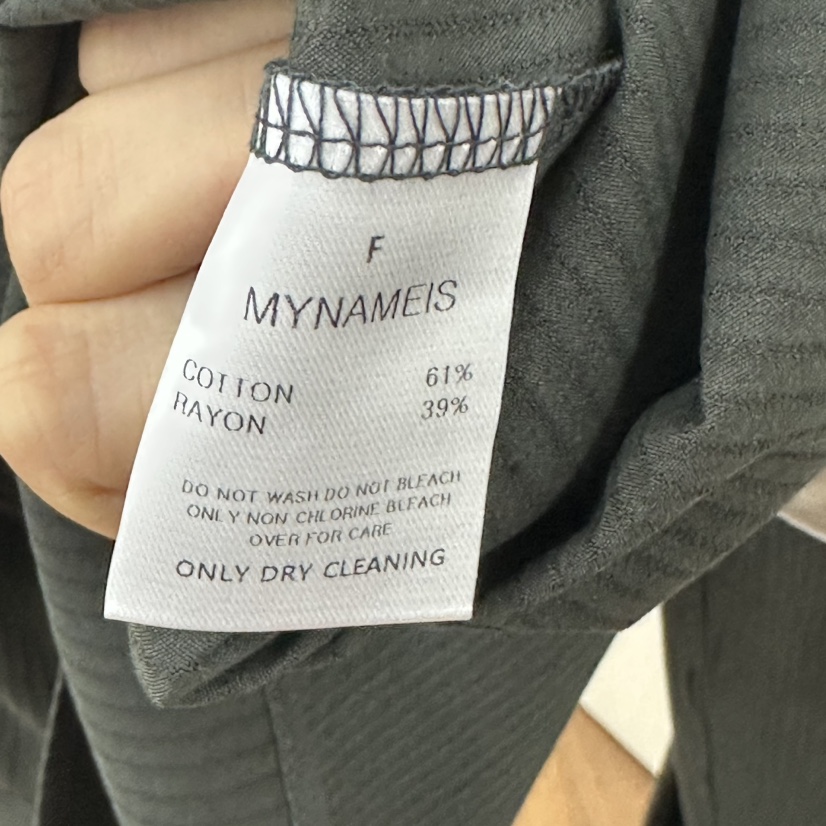 F
MYNAMEIS
COTTON 61%
RAYON 39%
DO NOT WASH DO NOT BLEACH
ONLY NON CHLORINE BLEACH
OVER FOR CARE
ONLY DRY CLEANING